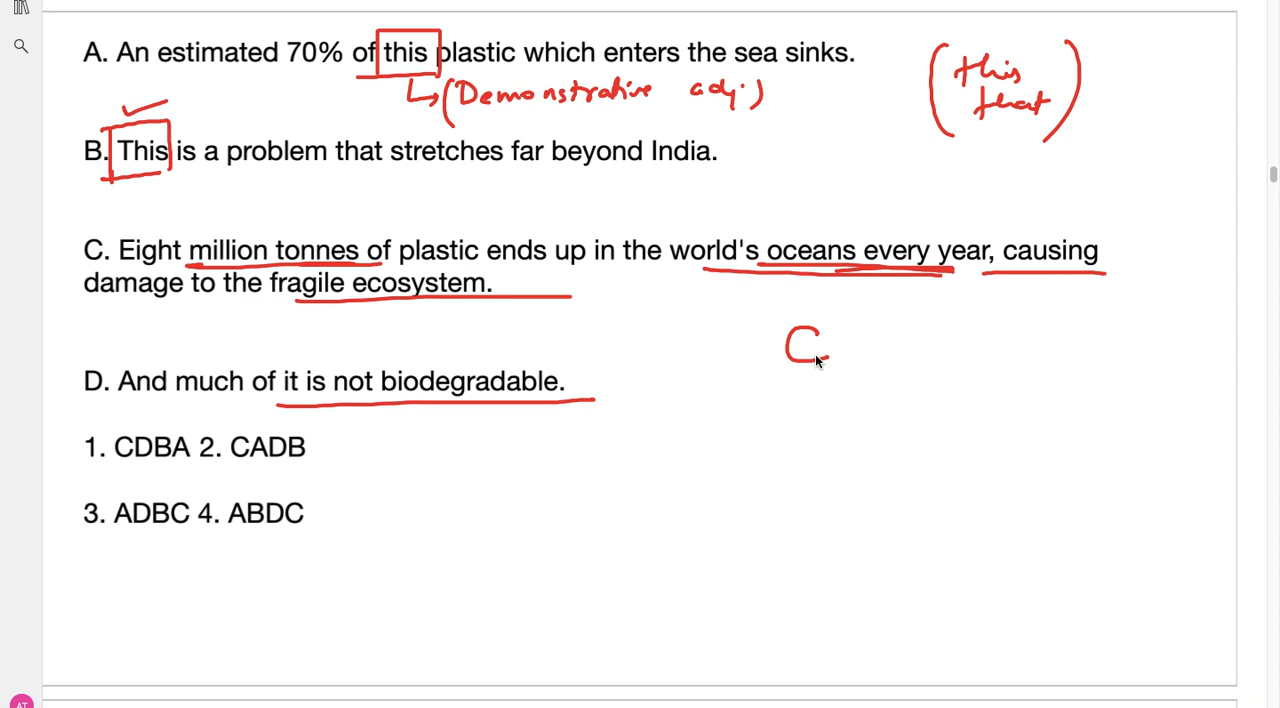 A. An estimated 70% of this plastic which enters the sea sinks.
(this
that)
(Demonstrative adj.)
B. This is a problem that stretches far beyond India.
C. Eight million tonnes of plastic ends up in the world's oceans every year, causing
damage to the fragile ecosystem.
C
D. And much of it is not biodegradable.
1. CDBA 2. CADB
3. ADBC 4. ABDC
AT